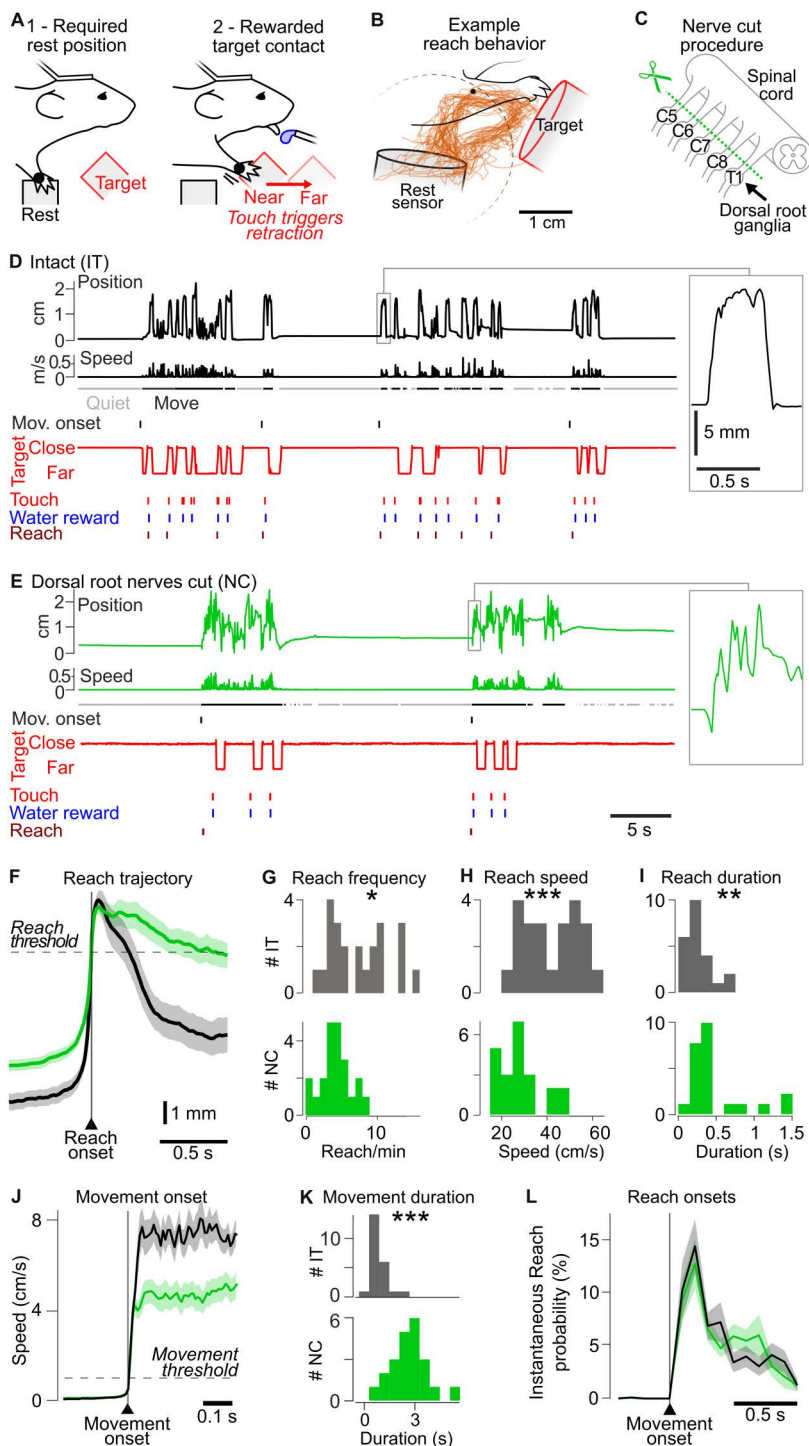 A
1 - Required
rest position
Target
Rest
2 - Rewarded
target contact
Near
Far
Touch triggers
retraction
B
Example
reach behavior
Target
Rest
sensor
1 cm
C
Nerve cut
procedure
Spinal
cord
C5
C6
C7
C8
T1
Dorsal root
ganglia
D Intact (IT)
Position
2
1
0
cm
Speed
0.5
0
m/s
Quiet
Move
Mov. onset
Target
Close
Far
Touch
Water reward
Reach
5 mm
0.5 s
E Dorsal root nerves cut (NC)
Position
2
1
0
cm
Speed
0.5
0
Mov. onset
Target
Close
Far
Touch
Water reward
Reach
5 s
F Reach trajectory
Reach
threshold
1 mm
Reach
onset
0.5 s
G Reach frequency
*
4
0
# IT
4
0
# NC
0
10
Reach/min
H Reach speed
***
4
0
6
0
20
40
60
Speed (cm/s)
I Reach duration
**
10
0
10
0
0
0.5
1
1.5
Duration (s)
J Movement onset
8
4
0
Speed (cm/s)
Movement
threshold
Movement
onset
0.1 s
K Movement duration
***
10
0
# IT
6
0
# NC
0
3
Duration (s)
L Reach onsets
15
10
5
0
Instantaneous Reach
probability (%)
Movement
onset
0.5 s